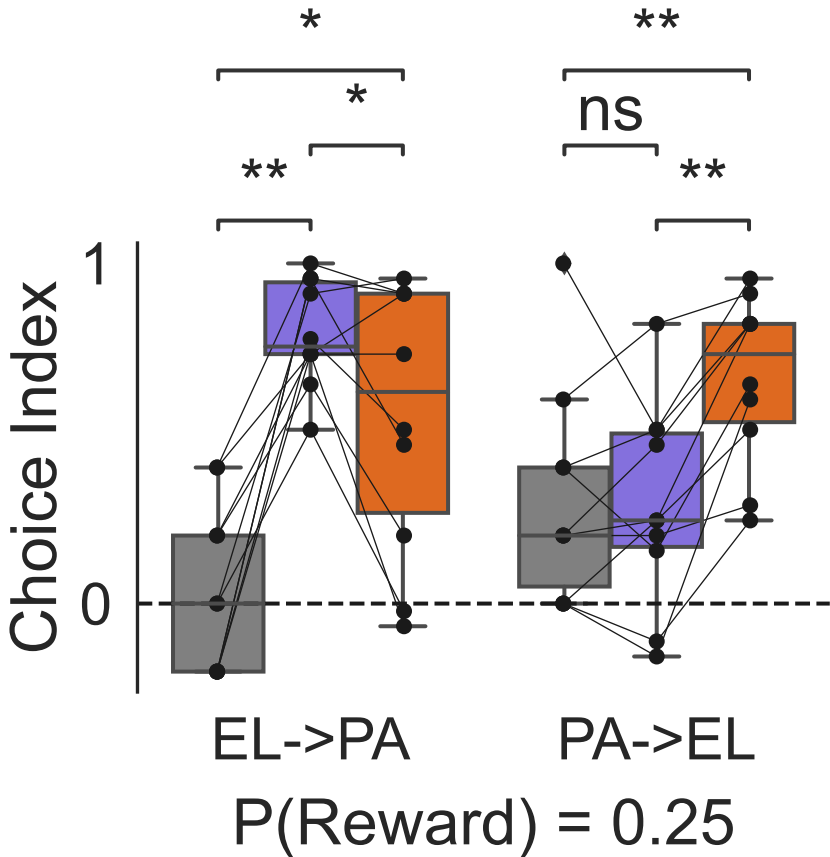 * **
* ns
** **
1
Choice Index
0
EL->PA PA->EL
P(Reward) = 0.25